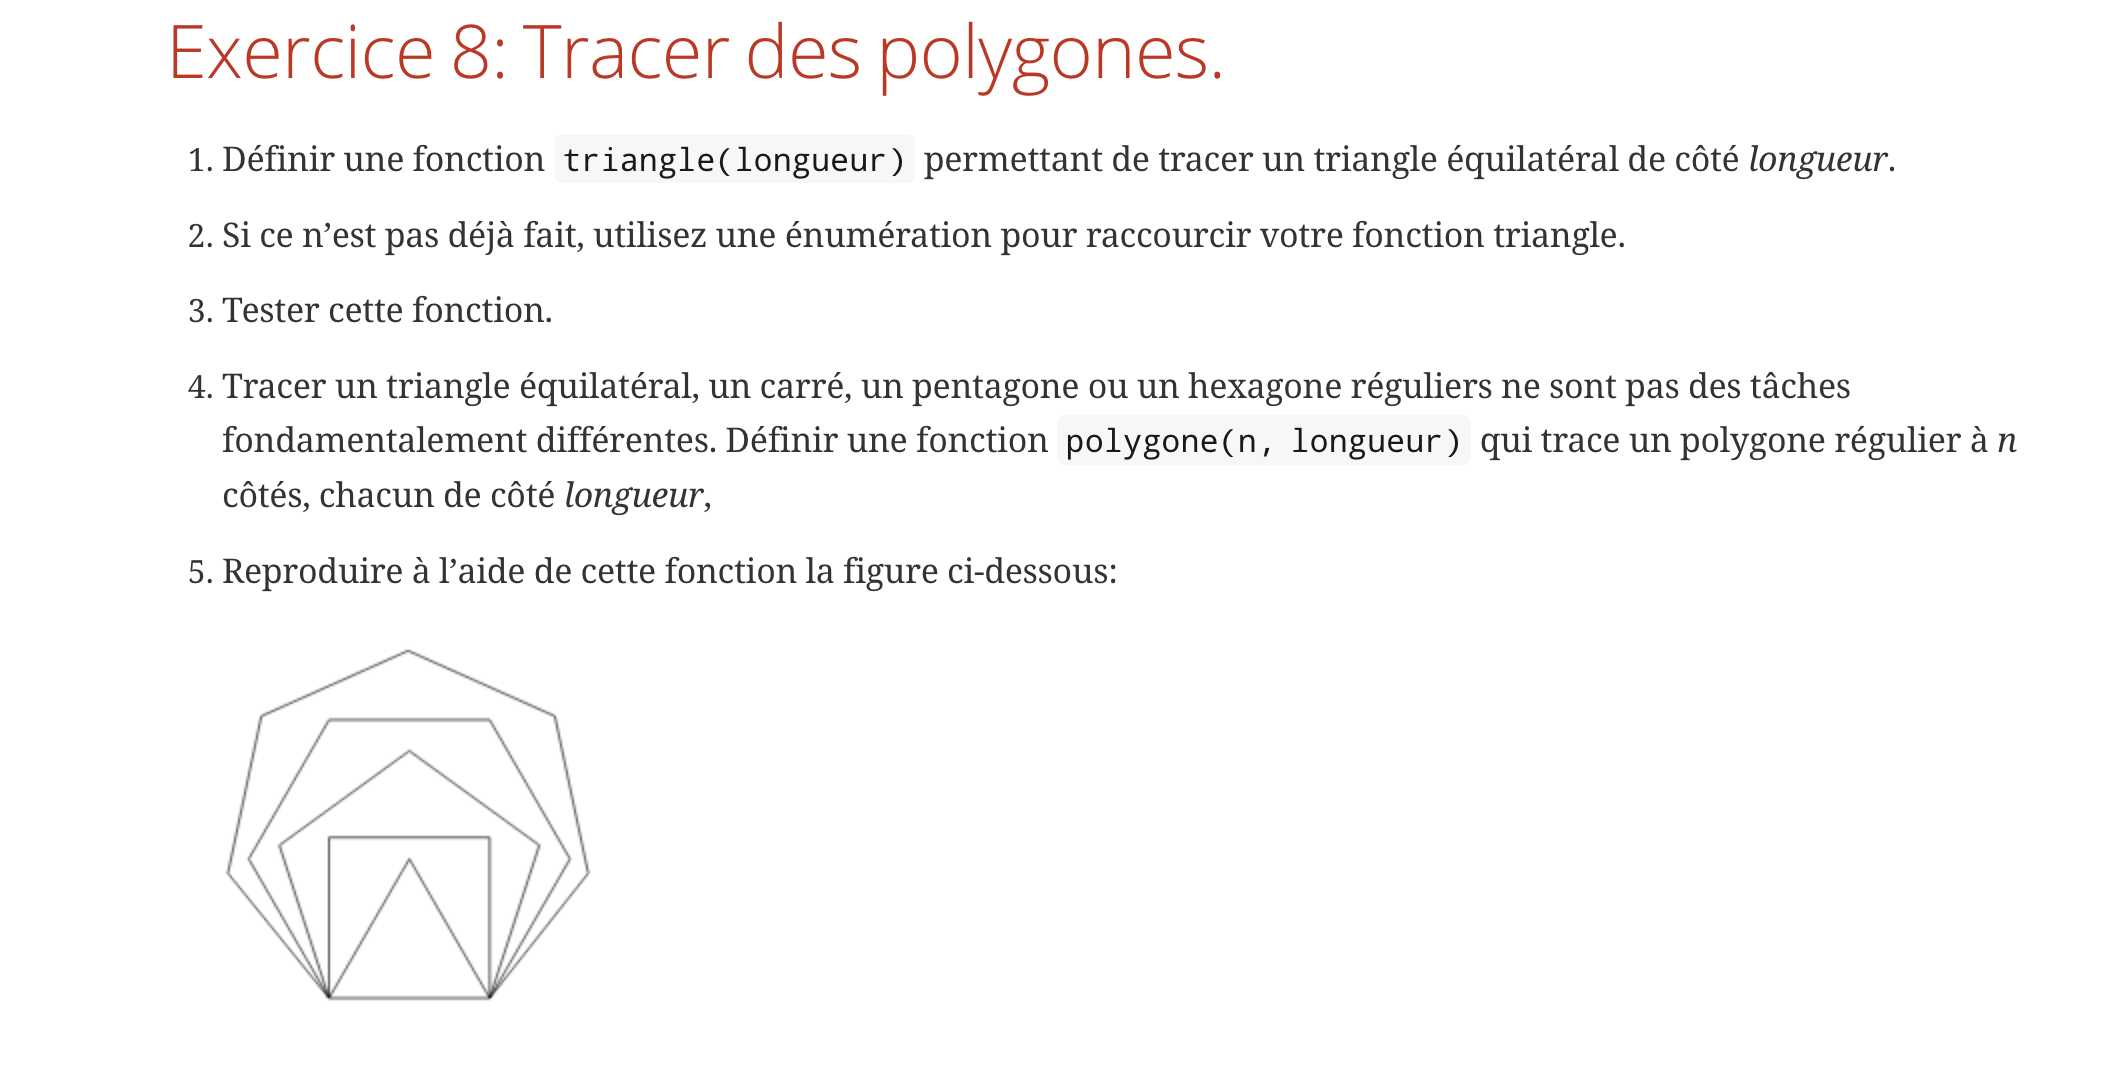 Exercice 8: Tracer des polygones.
1. Définir une fonction triangle(longueur) permettant de tracer un triangle équilatéral de côté longueur.
2. Si ce n’est pas déjà fait, utilisez une énumération pour raccourcir votre fonction triangle.
3. Tester cette fonction.
4. Tracer un triangle équilatéral, un carré, un pentagone ou un hexagone réguliers ne sont pas des tâches
fondamentalement différentes. Définir une fonction polygone(n, longueur) qui trace un polygone régulier à n
côtés, chacun de côté longueur,
5. Reproduire à l’aide de cette fonction la figure ci-dessous: